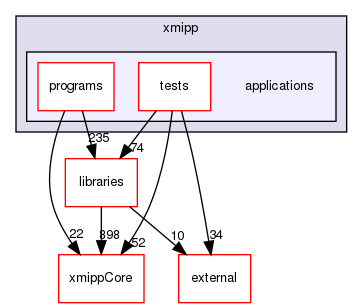 xmipp
programs
tests
applications
235
74
libraries
22
898
52
10
34
xmippCore
external